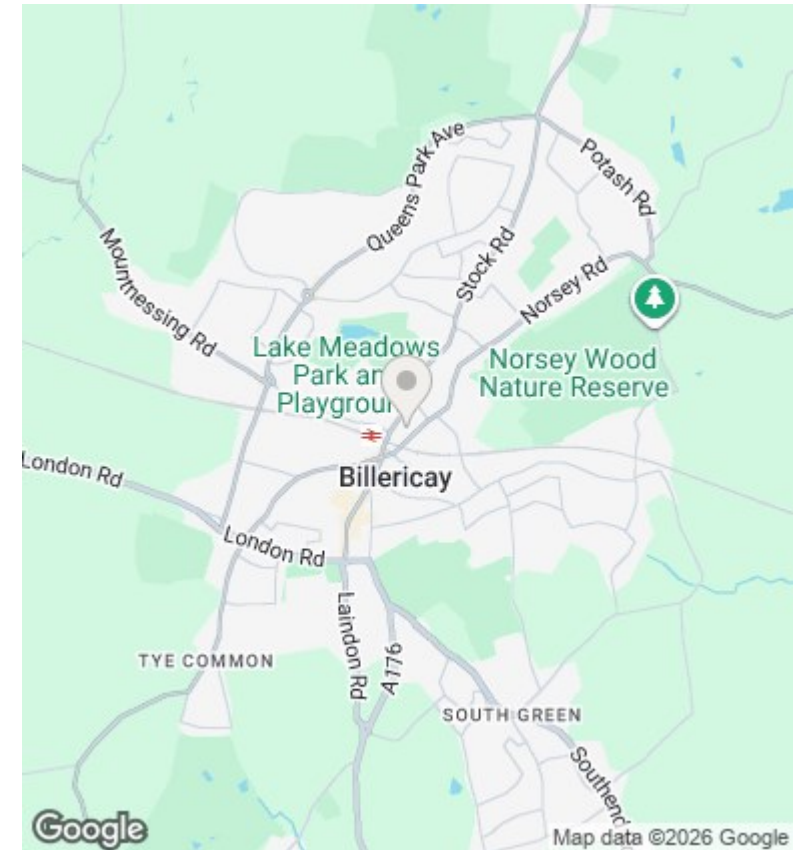 Queens Park Ave
Potash Rd
Stock Rd
Mountnessing Rd
Norsey Rd
Lake Meadows
Park an
Playgroun
Norsey Wood
Nature Reserve
London Rd
Billericay
London Rd
Laindon Rd
A176
TYE COMMON
SOUTH GREEN
Southend
Google
Map data ©2026 Google